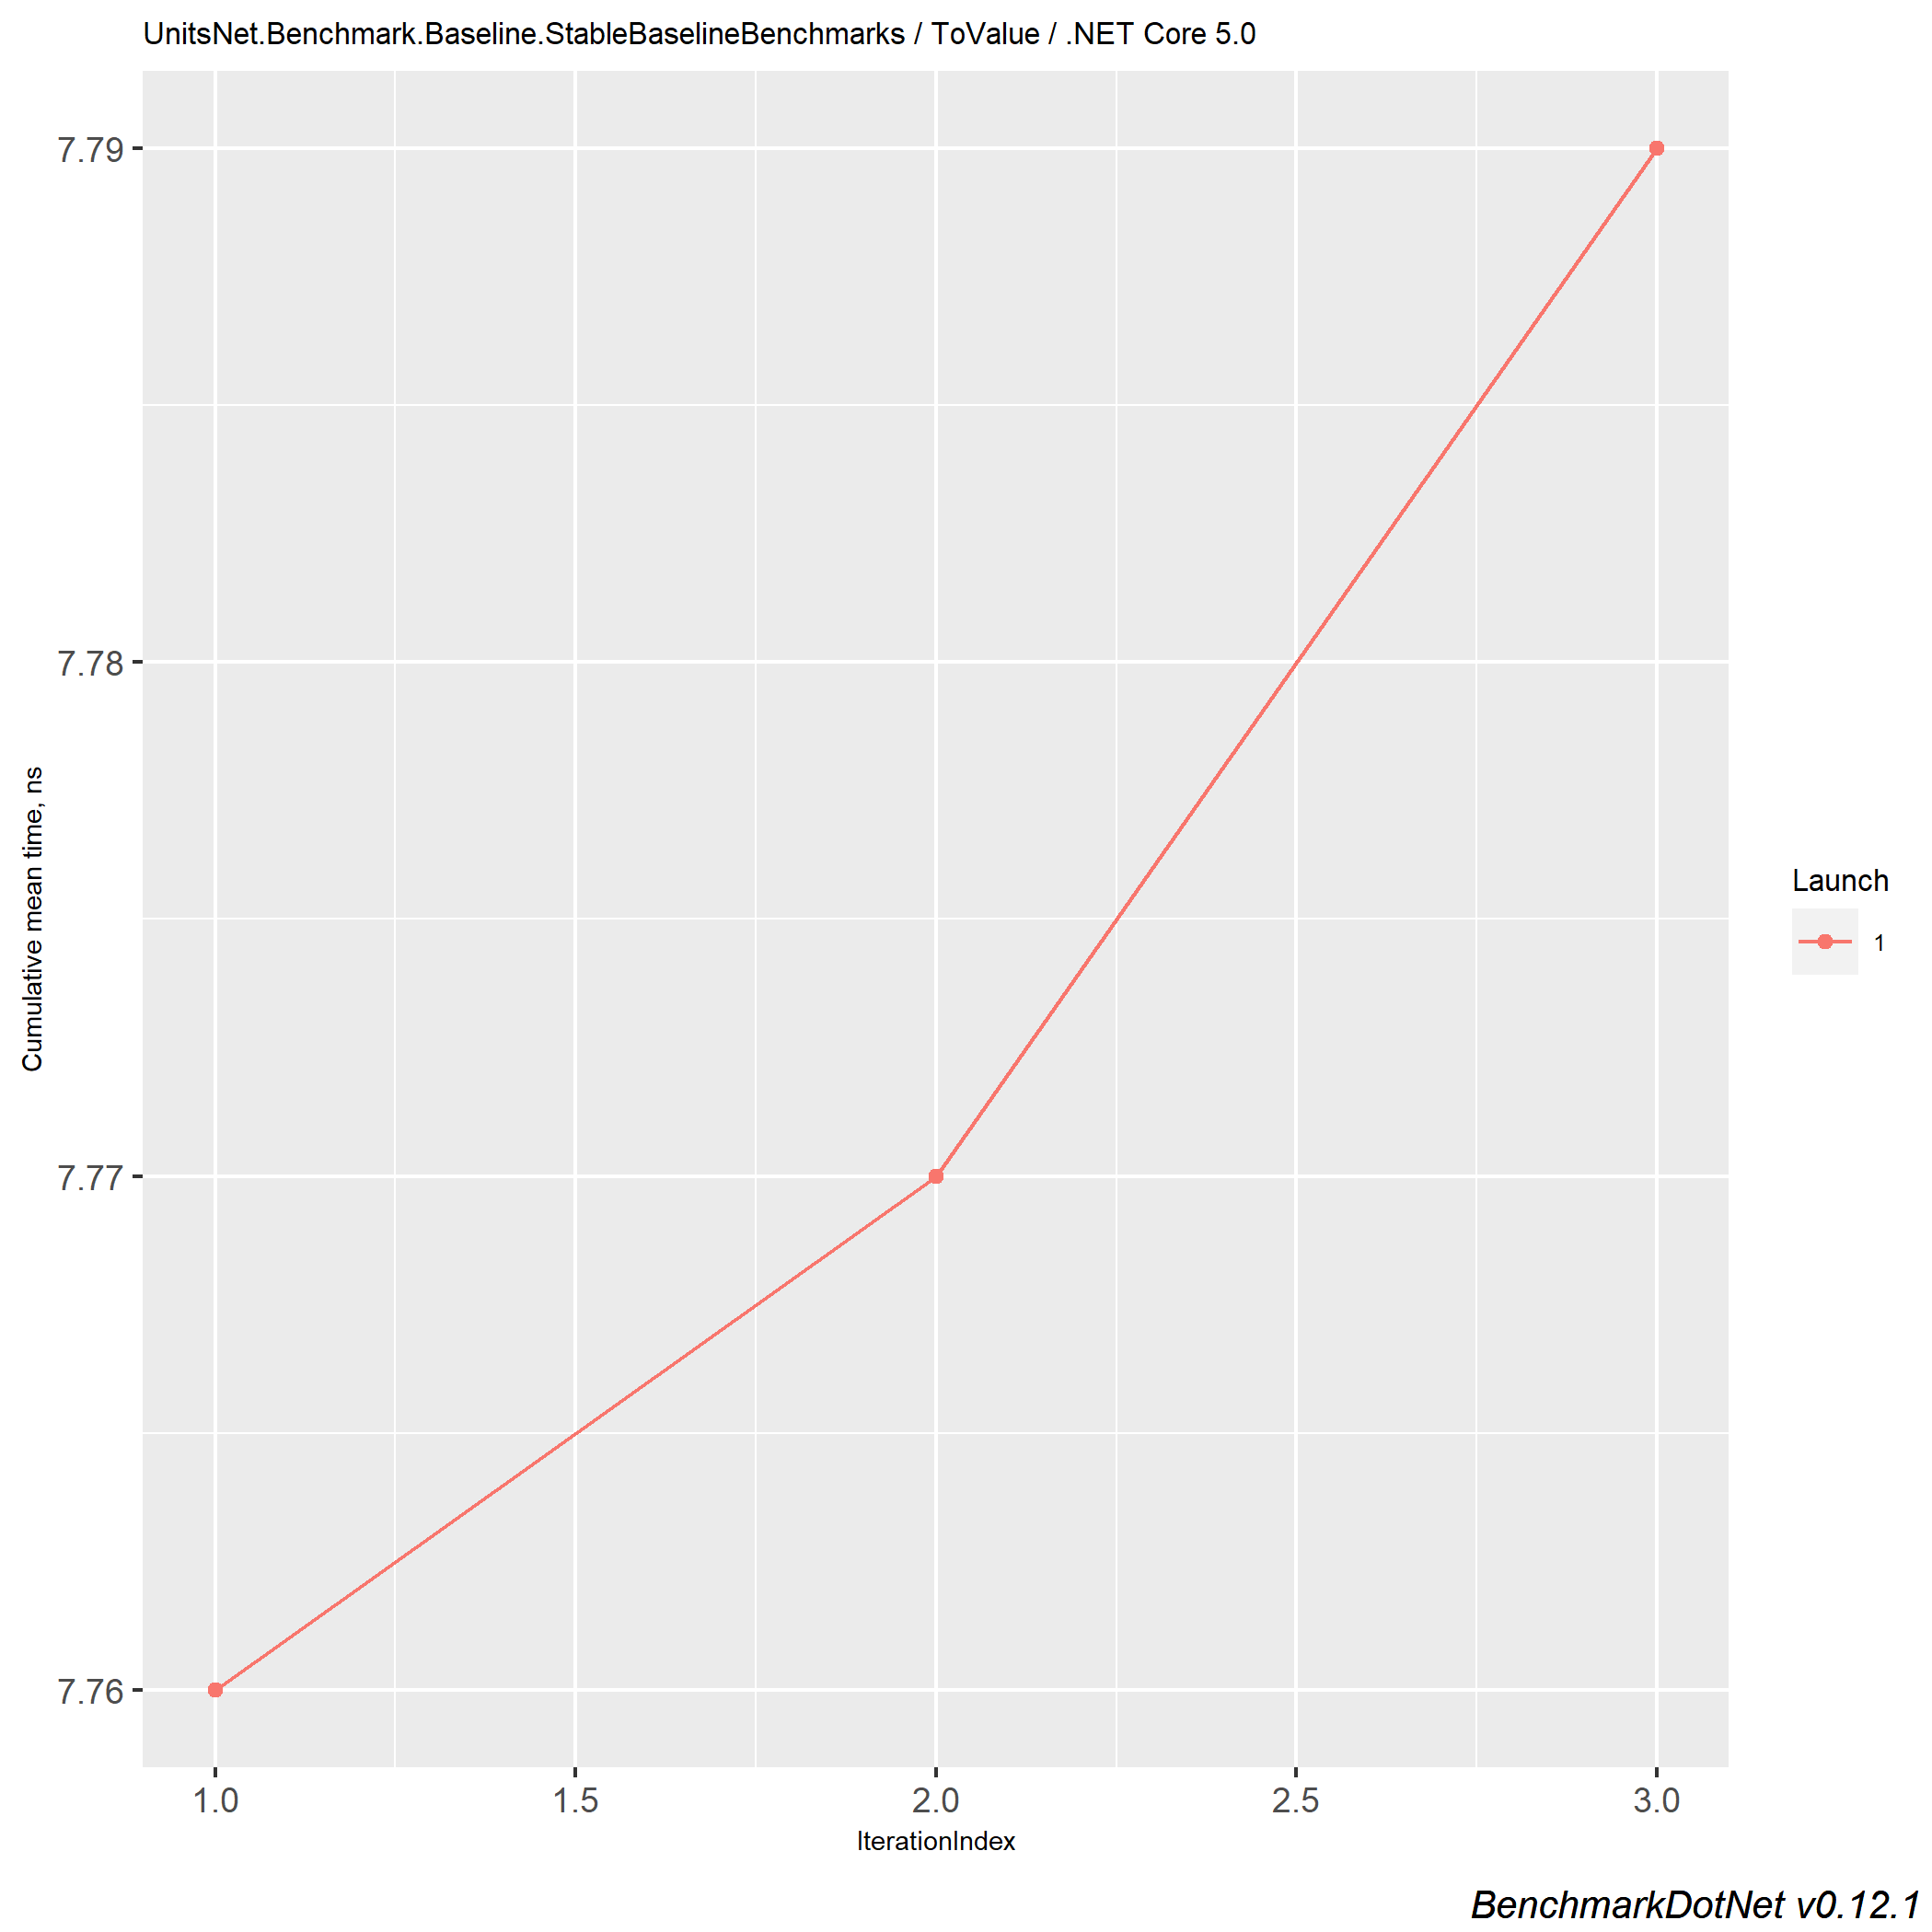 UnitsNet.Benchmark.Baseline.StableBaselineBenchmarks / ToValue / .NET Core 5.0
7.79
7.78
7.77
7.76
Cumulative mean time, ns
1.0 1.5 2.0 2.5 3.0
IterationIndex
Launch
1
BenchmarkDotNet v0.12.1